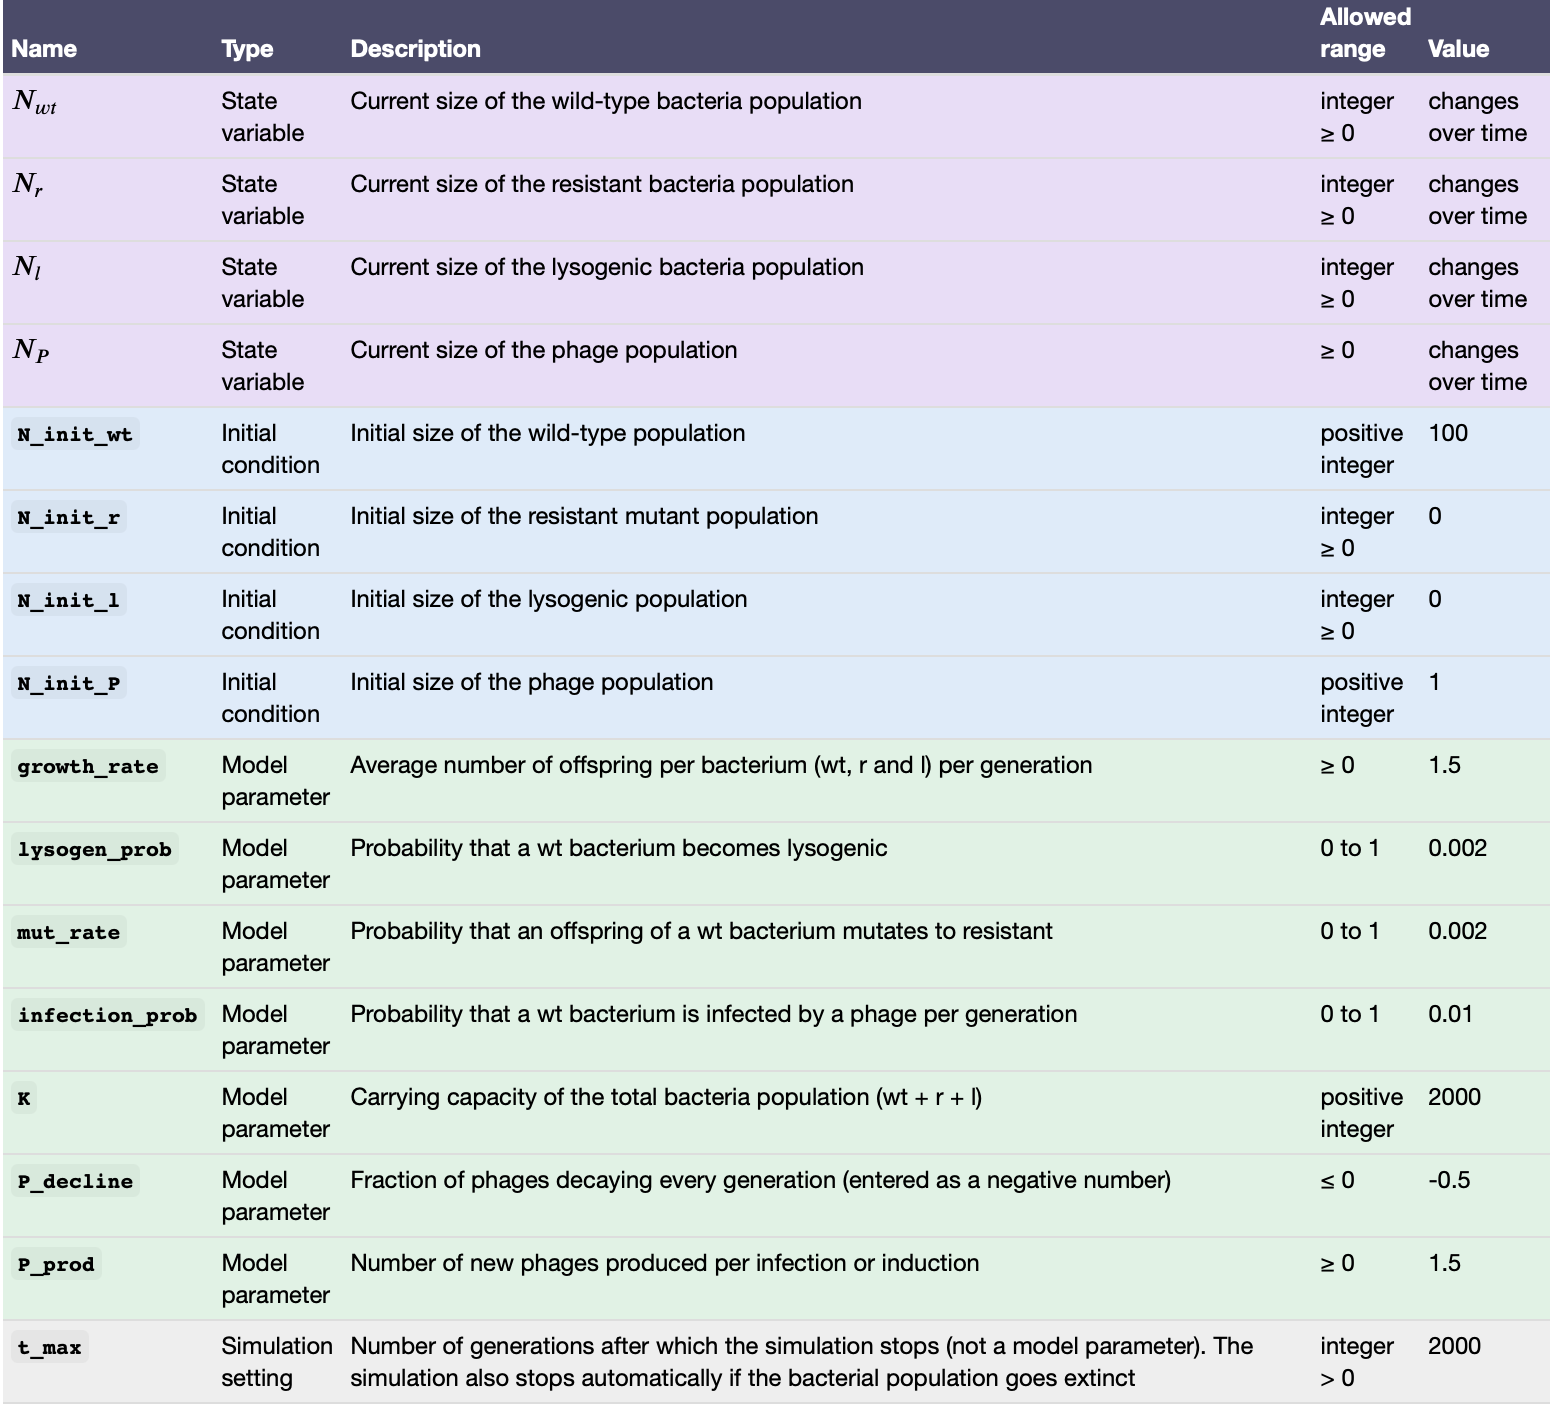 Name Type Description Allowed range Value
N_wt State variable Current size of the wild-type bacteria population integer ≥ 0 changes over time
N_r State variable Current size of the resistant bacteria population integer ≥ 0 changes over time
N_l State variable Current size of the lysogenic bacteria population integer ≥ 0 changes over time
N_P State variable Current size of the phage population ≥ 0 changes over time
N_init_wt Initial condition Initial size of the wild-type population positive integer 100
N_init_r Initial condition Initial size of the resistant mutant population integer ≥ 0 0
N_init_l Initial condition Initial size of the lysogenic population integer ≥ 0 0
N_init_P Initial condition Initial size of the phage population positive integer 1
growth_rate Model parameter Average number of offspring per bacterium (wt, r and l) per generation ≥ 0 1.5
lysogen_prob Model parameter Probability that a wt bacterium becomes lysogenic 0 to 1 0.002
mut_rate Model parameter Probability that an offspring of a wt bacterium mutates to resistant 0 to 1 0.002
infection_prob Model parameter Probability that a wt bacterium is infected by a phage per generation 0 to 1 0.01
K Model parameter Carrying capacity of the total bacteria population (wt + r + l) positive integer 2000
P_decline Model parameter Fraction of phages decaying every generation (entered as a negative number) ≤ 0 -0.5
P_prod Model parameter Number of new phages produced per infection or induction ≥ 0 1.5
t_max Simulation setting Number of generations after which the simulation stops (not a model parameter). The simulation also stops automatically if the bacterial population goes extinct integer > 0 2000